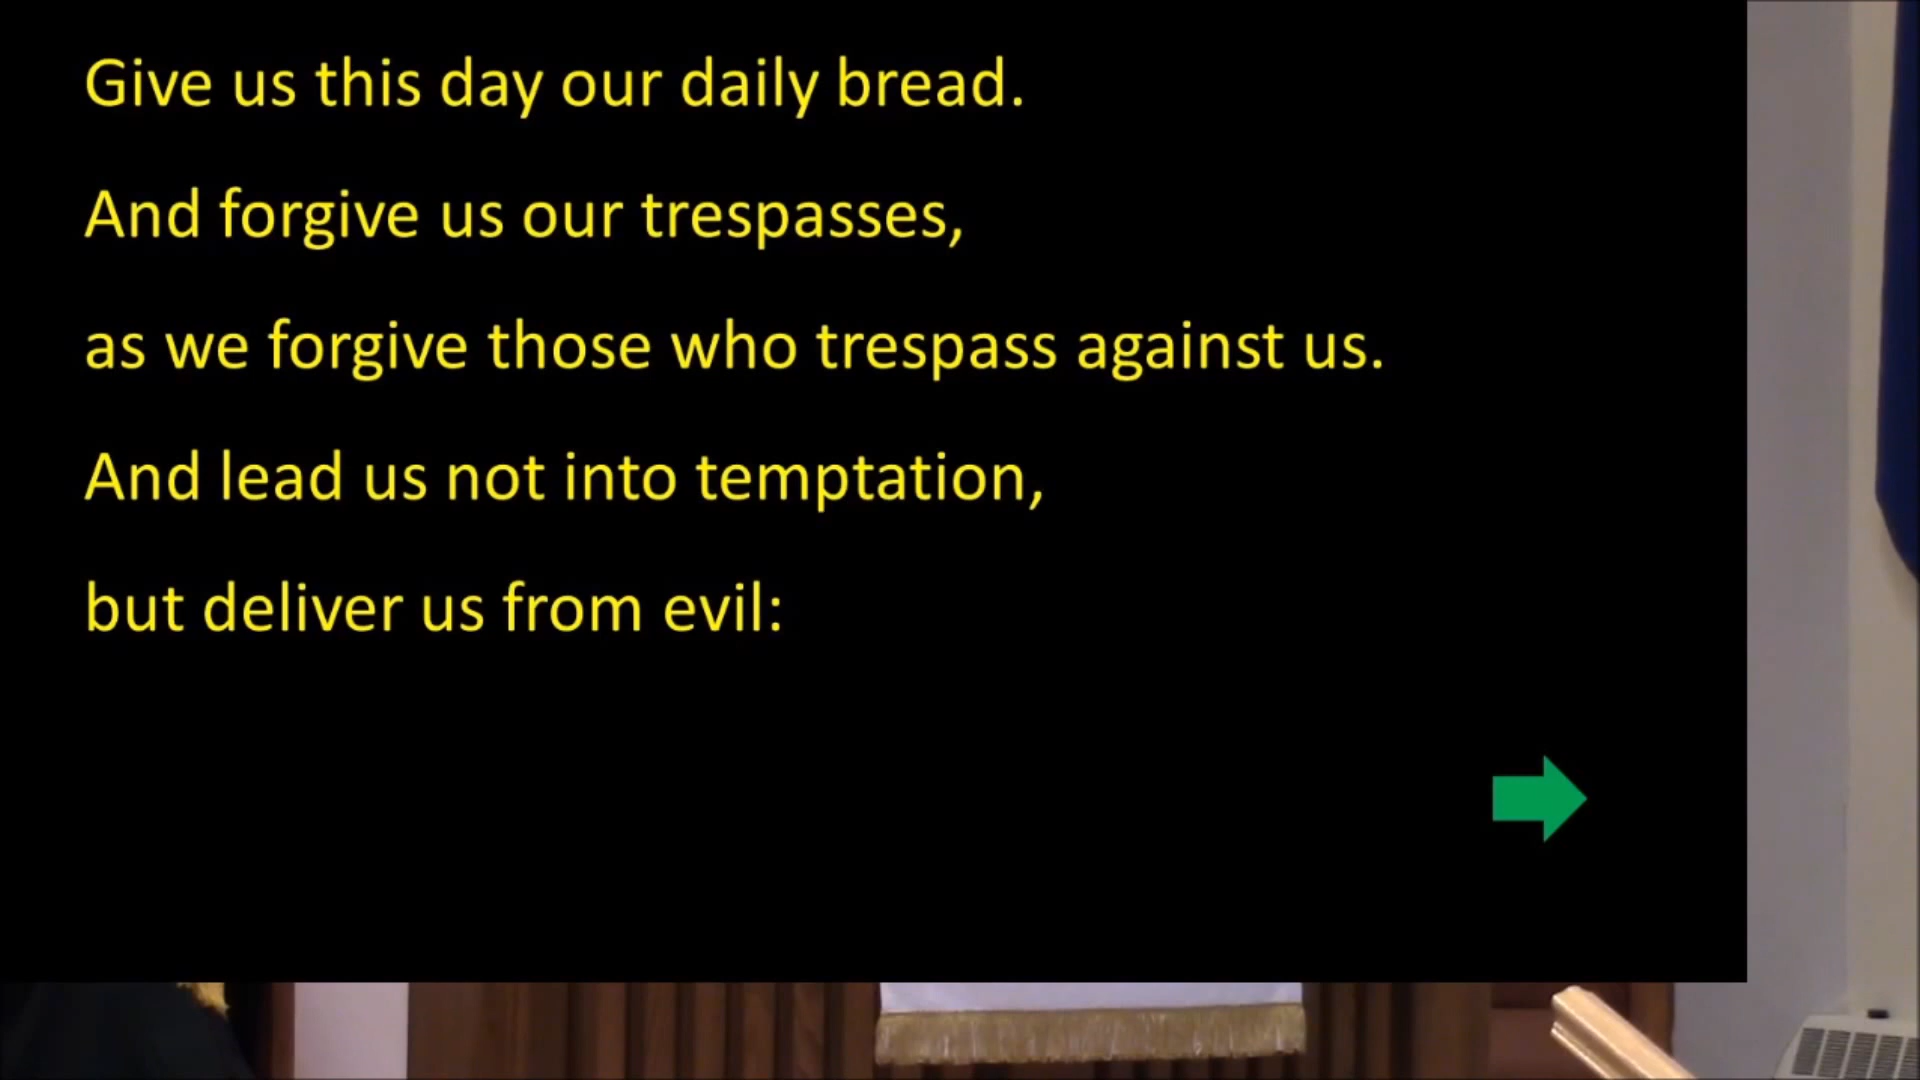 Give us this day our daily bread.
And forgive us our trespasses,
as we forgive those who trespass against us.
And lead us not into temptation,
but deliver us from evil: